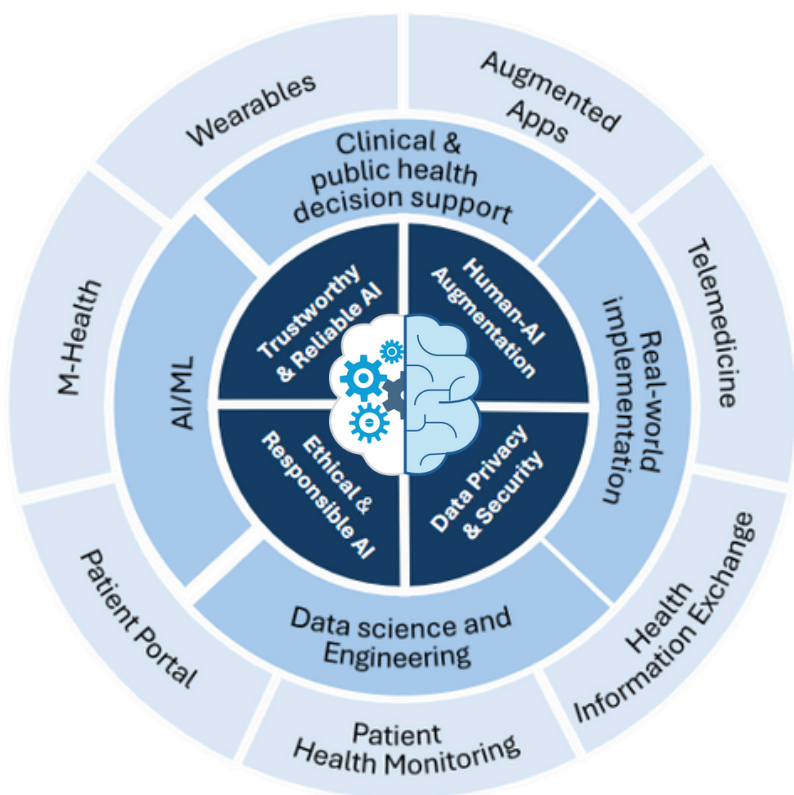 Wearables
Augmented
Apps
Telemedicine
Health
Information Exchange
Patient
Health Monitoring
Patient Portal
M-Health
Clinical &
public health
decision support
Real-world
implementation
Data science and
Engineering
AI/ML
Trustworthy
& Reliable AI
Human-AI
Augmentation
Data Privacy
& Security
Ethical &
Responsible AI